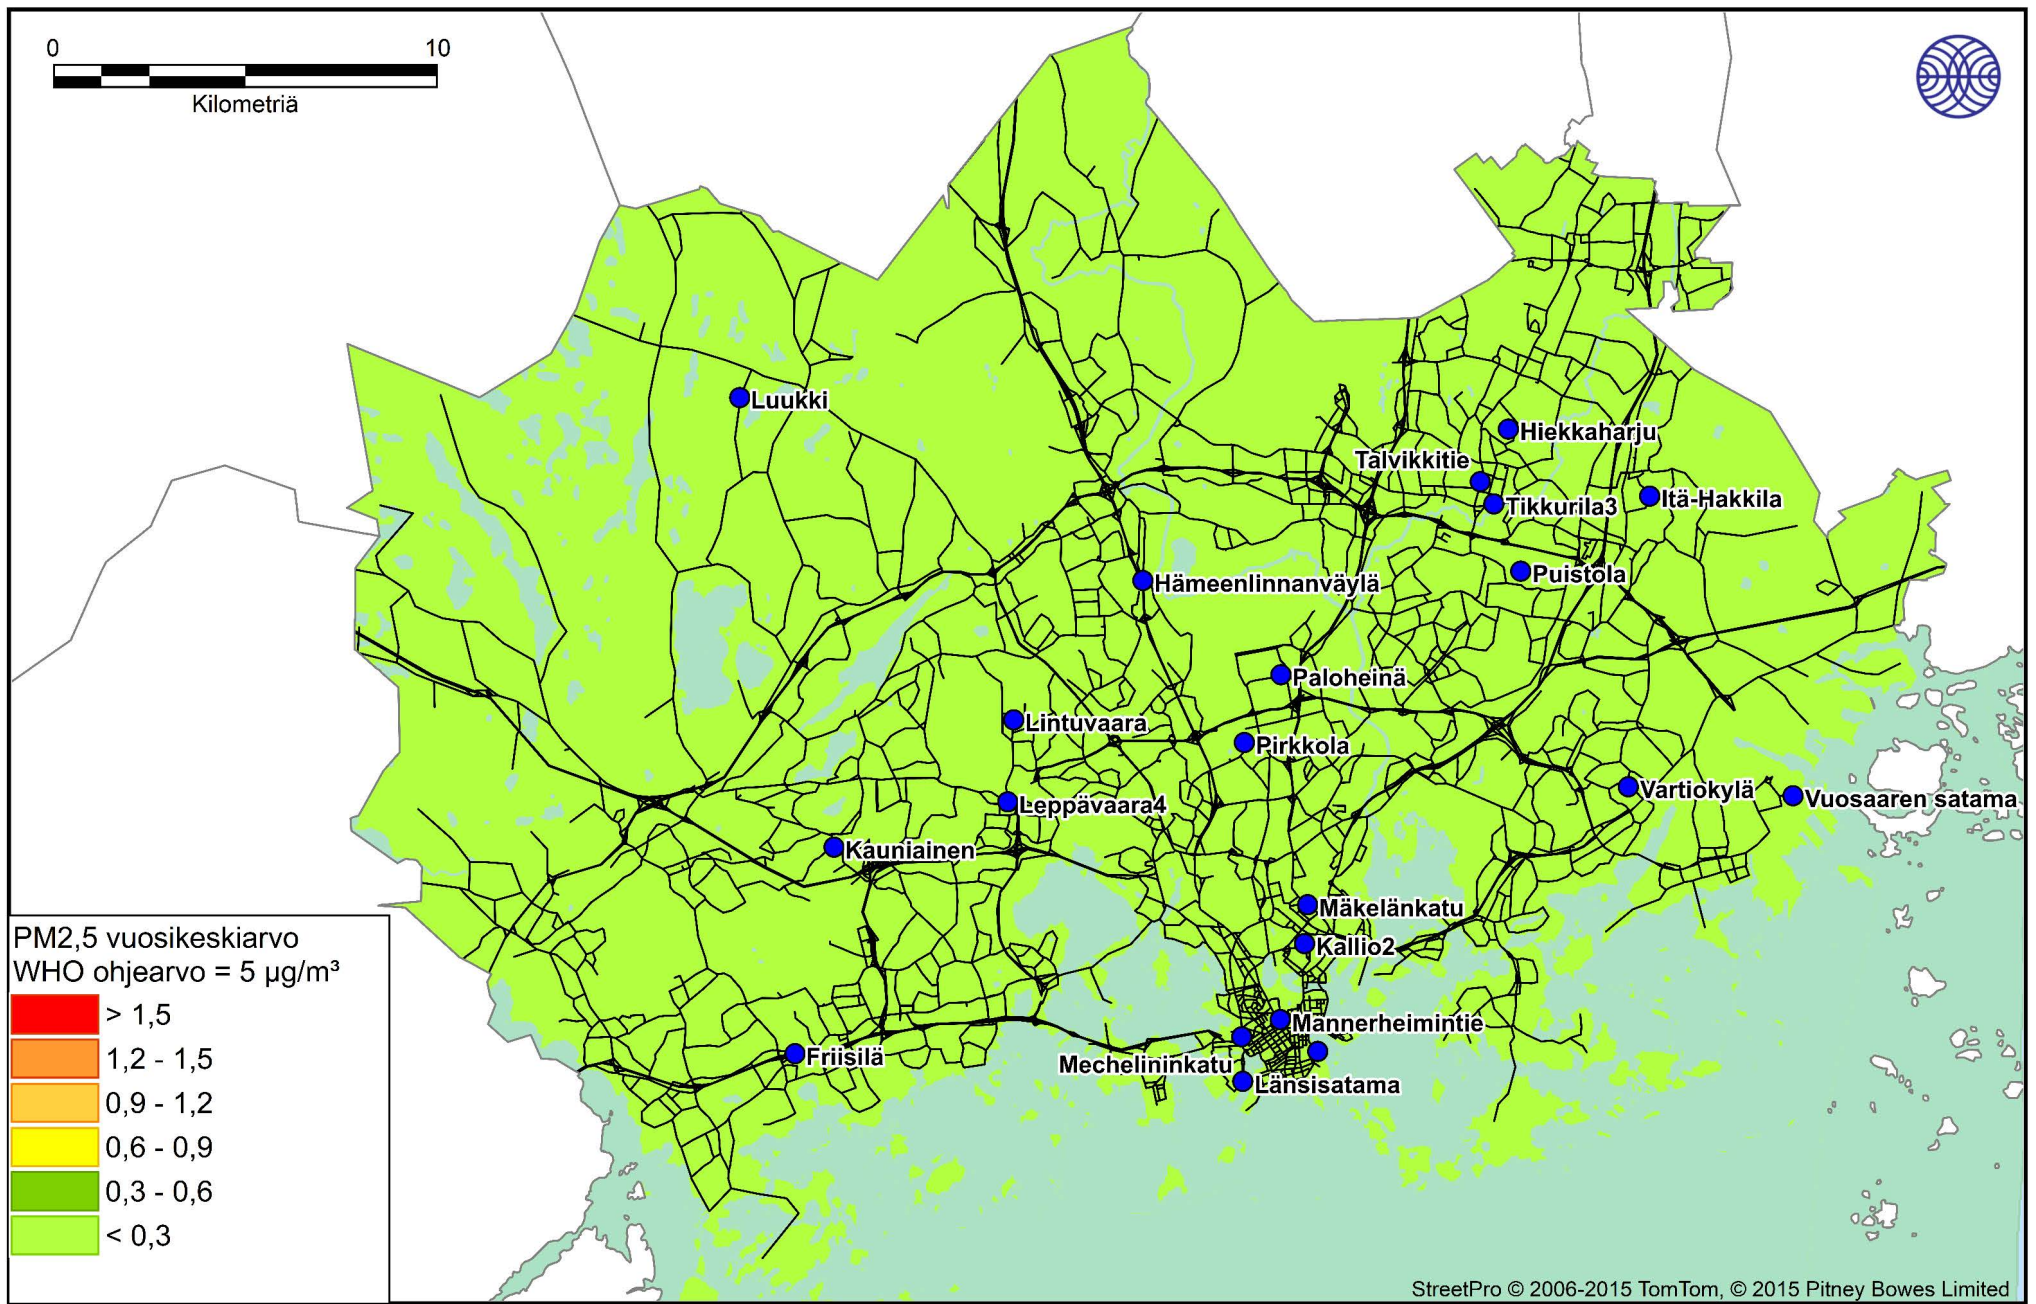 0 10
Kilometriä
Luukki
Hiekkaharju
Talvikkitie
Tikkurila3
Itä-Hakkila
Puistola
Hämeenlinnanväylä
Paloheinä
Lintuvaara
Pirkkola
Vartiokylä
Vuosaaren satama
Leppävaara4
Kauniainen
Mäkelänkatu
Kallio2
Mannerheimintie
Friisilä
Mechelininkatu
Länsisatama
PM2,5 vuosikeskiarvo
WHO ohjearvo = 5 µg/m³
> 1,5
1,2 - 1,5
0,9 - 1,2
0,6 - 0,9
0,3 - 0,6
< 0,3
StreetPro © 2006-2015 TomTom, © 2015 Pitney Bowes Limited